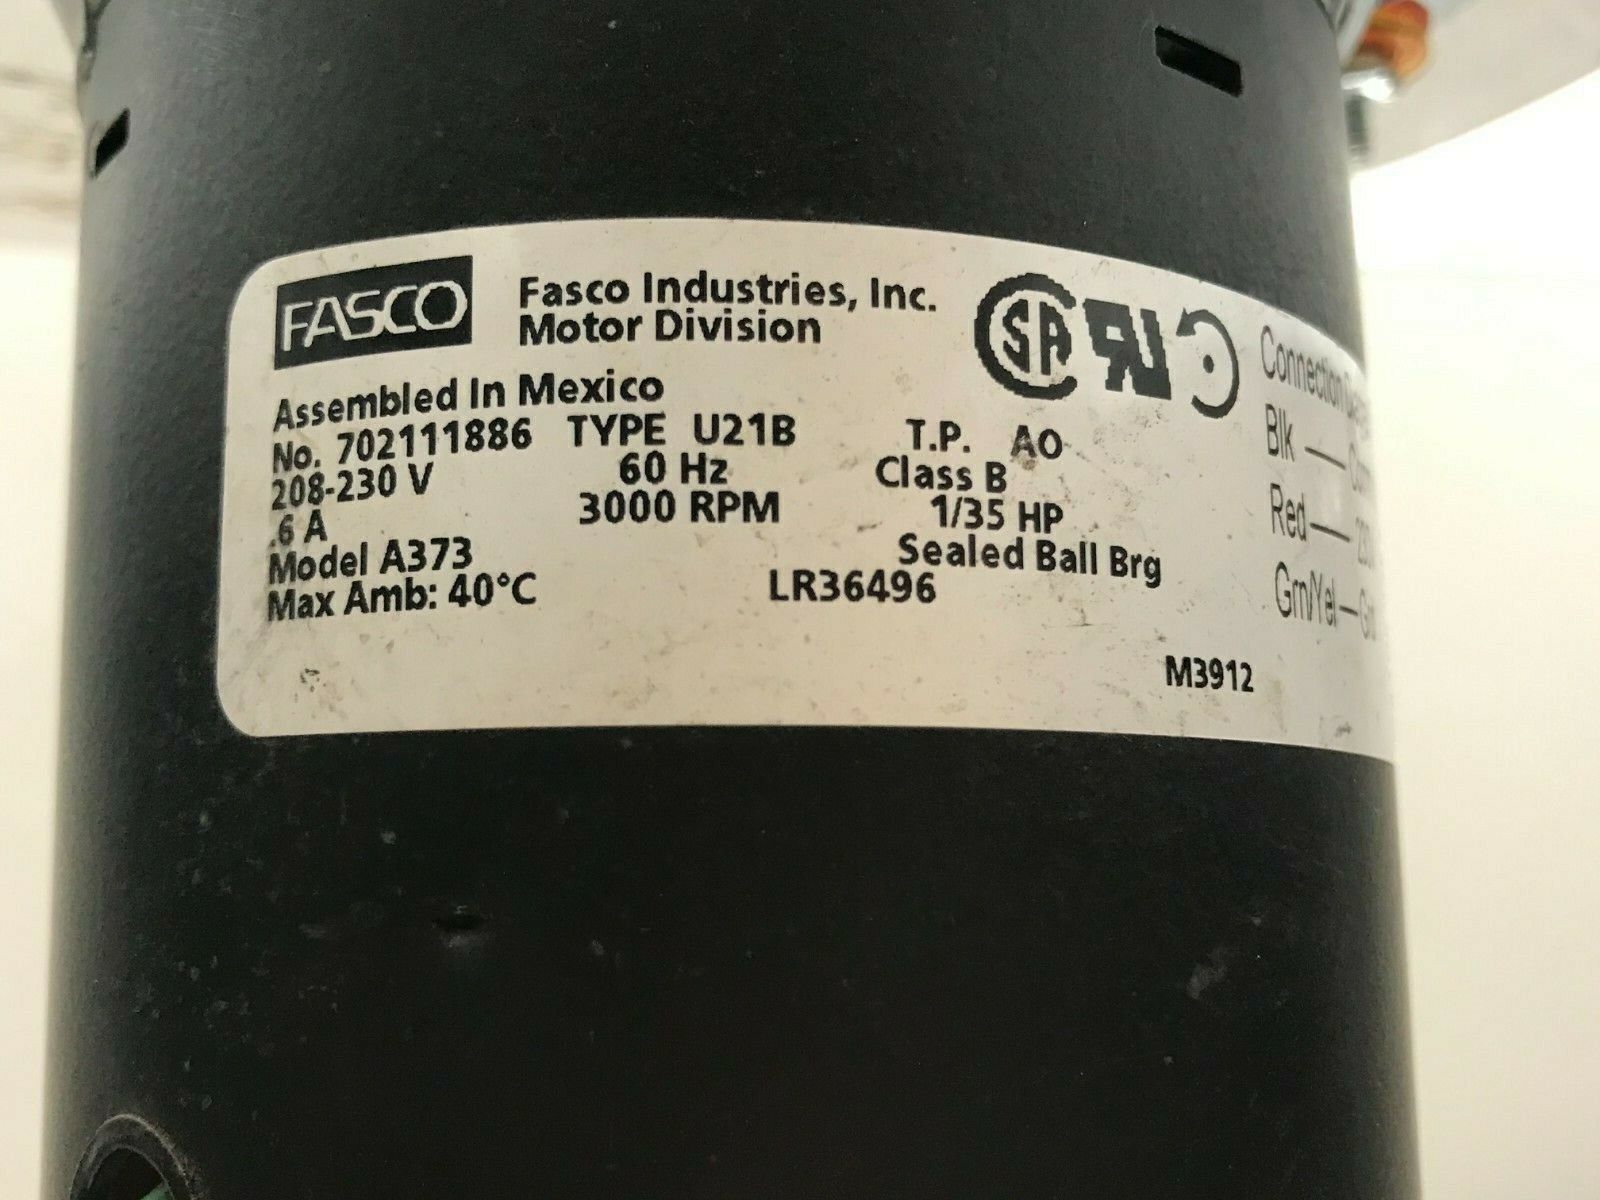 FASCO
Fasco Industries, Inc.
Motor Division
SA
Assembled In Mexico
No. 702111886 TYPE U21B T.P. AO
208-230 V 60 Hz Class B
.6 A 3000 RPM 1/35 HP
Model A373 Sealed Ball Brg
Max Amb: 40°C LR36496
M3912
Connection
Blk —
Red —
Grn/Yel —